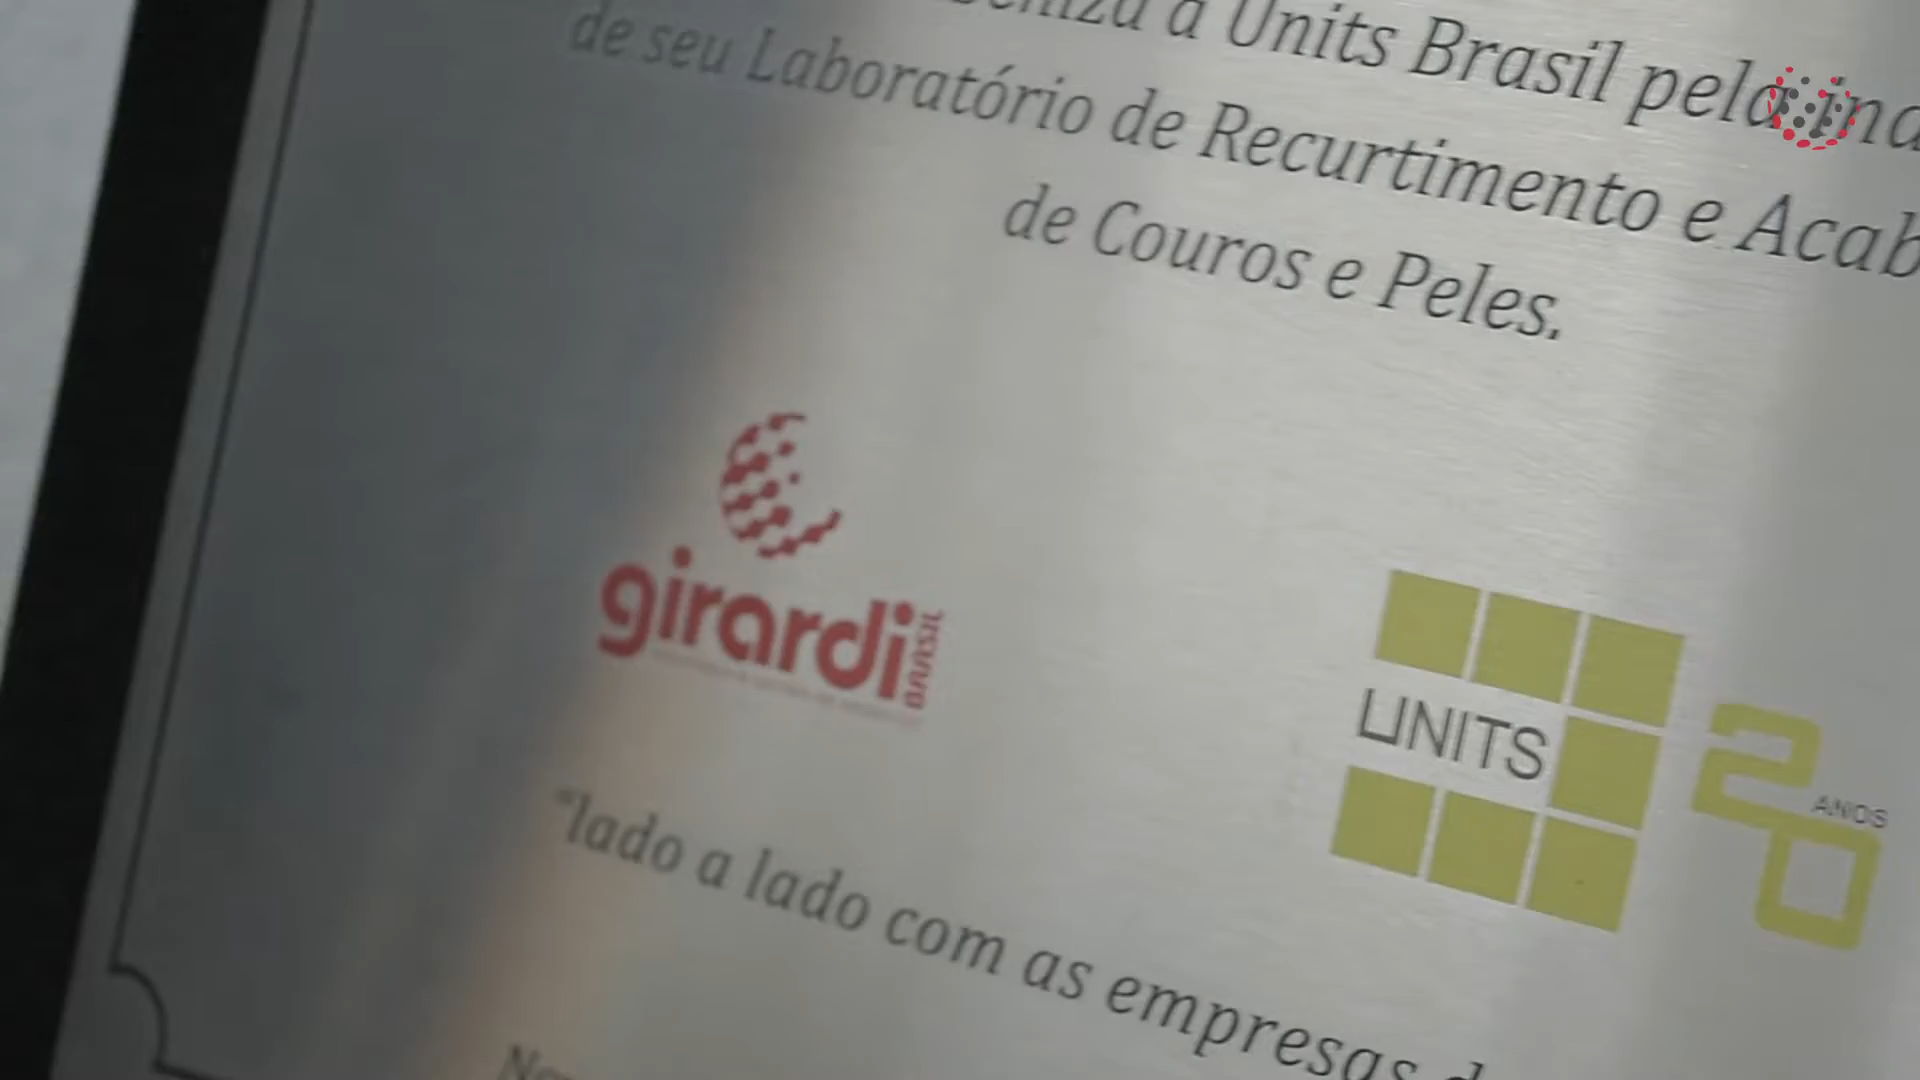 a Units Brasil pela
de seu Laboratório de Recurtimento e
de Couros e Peles.
girardi
BRASIL
UNITS
20
ANOS
"lado a lado com as empresas